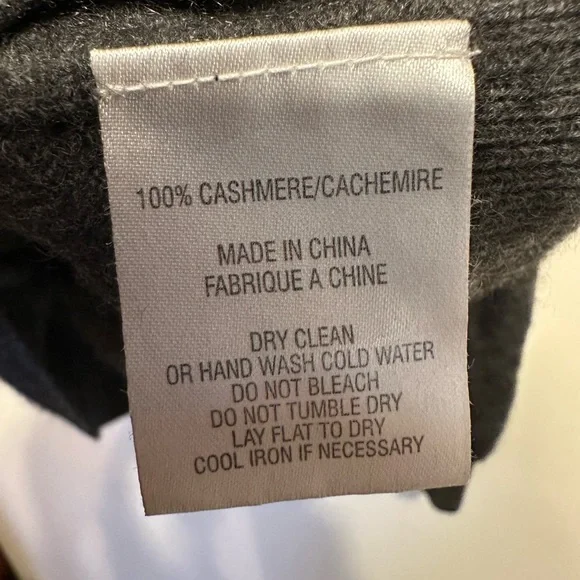 100% CASHMERE/CACHEMIRE
MADE IN CHINA
FABRIQUE A CHINE
DRY CLEAN
OR HAND WASH COLD WATER
DO NOT BLEACH
DO NOT TUMBLE DRY
LAY FLAT TO DRY
COOL IRON IF NECESSARY